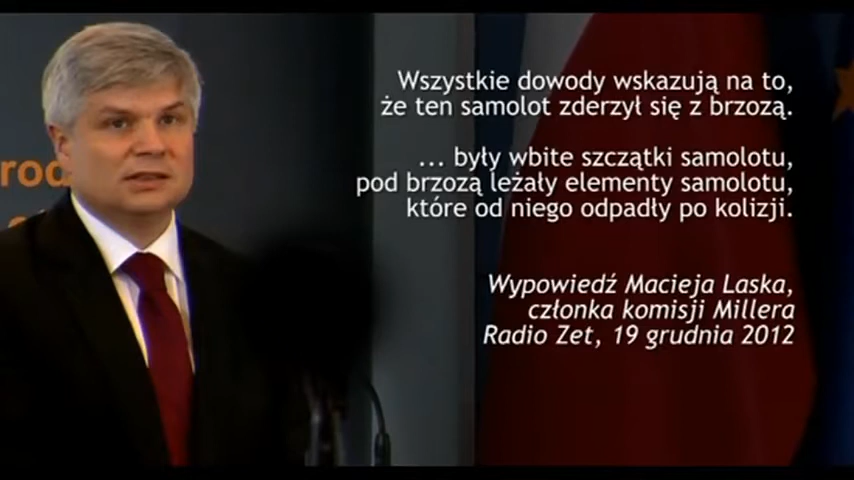 Wszystkie dowody wskazują na to,
że ten samolot zderzył się z brzozą.
... były wbite szczątki samolotu,
pod brzozą leżały elementy samolotu,
które od niego odpadły po kolizji.
Wypowiedź Macieja Laska,
członka komisji Millera
Radio Zet, 19 grudnia 2012
rod